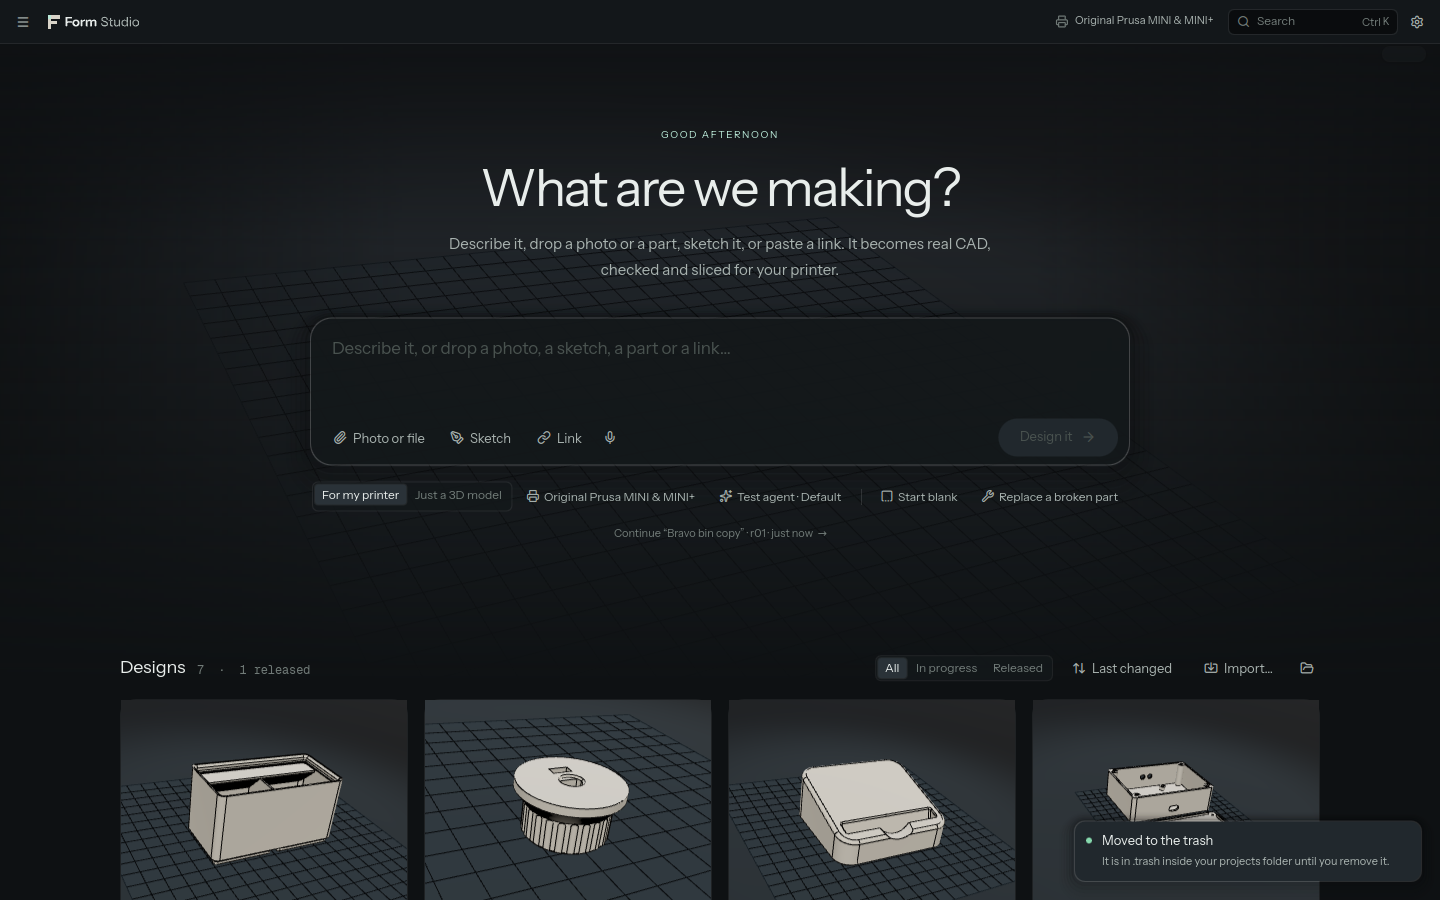 Form Studio
Original Prusa MINI & MINI+
Search
Ctrl K
GOOD AFTERNOON
What are we making?
Describe it, drop a photo or a part, sketch it, or paste a link. It becomes real CAD,
checked and sliced for your printer.
Describe it, or drop a photo, a sketch, a part or a link...
Photo or file
Sketch
Link
Design it →
For my printer
Just a 3D model
Original Prusa MINI & MINI+
Test agent · Default
Start blank
Replace a broken part
Continue “Bravo bin copy” · r01 · just now →
Designs 7 · 1 released
All
In progress
Released
Last changed
Import...
Moved to the trash
It is in .trash inside your projects folder until you remove it.